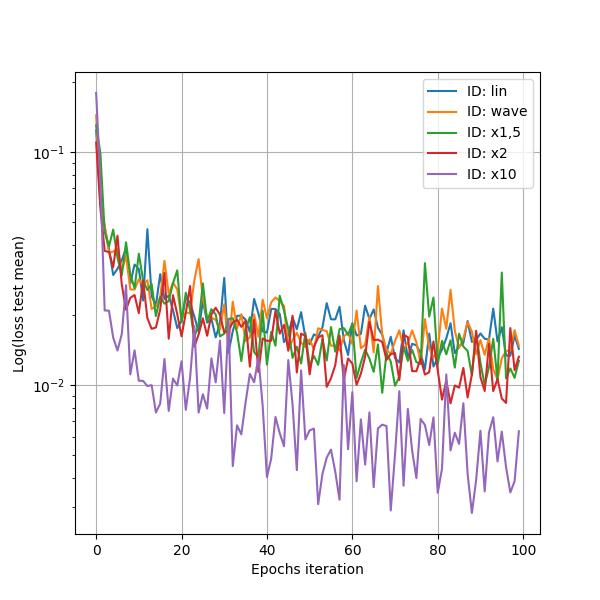 ID: lin
ID: wave
ID: x1,5
ID: x2
ID: x10
Log(loss test mean)
10⁻¹
10⁻²
0 20 40 60 80 100
Epochs iteration